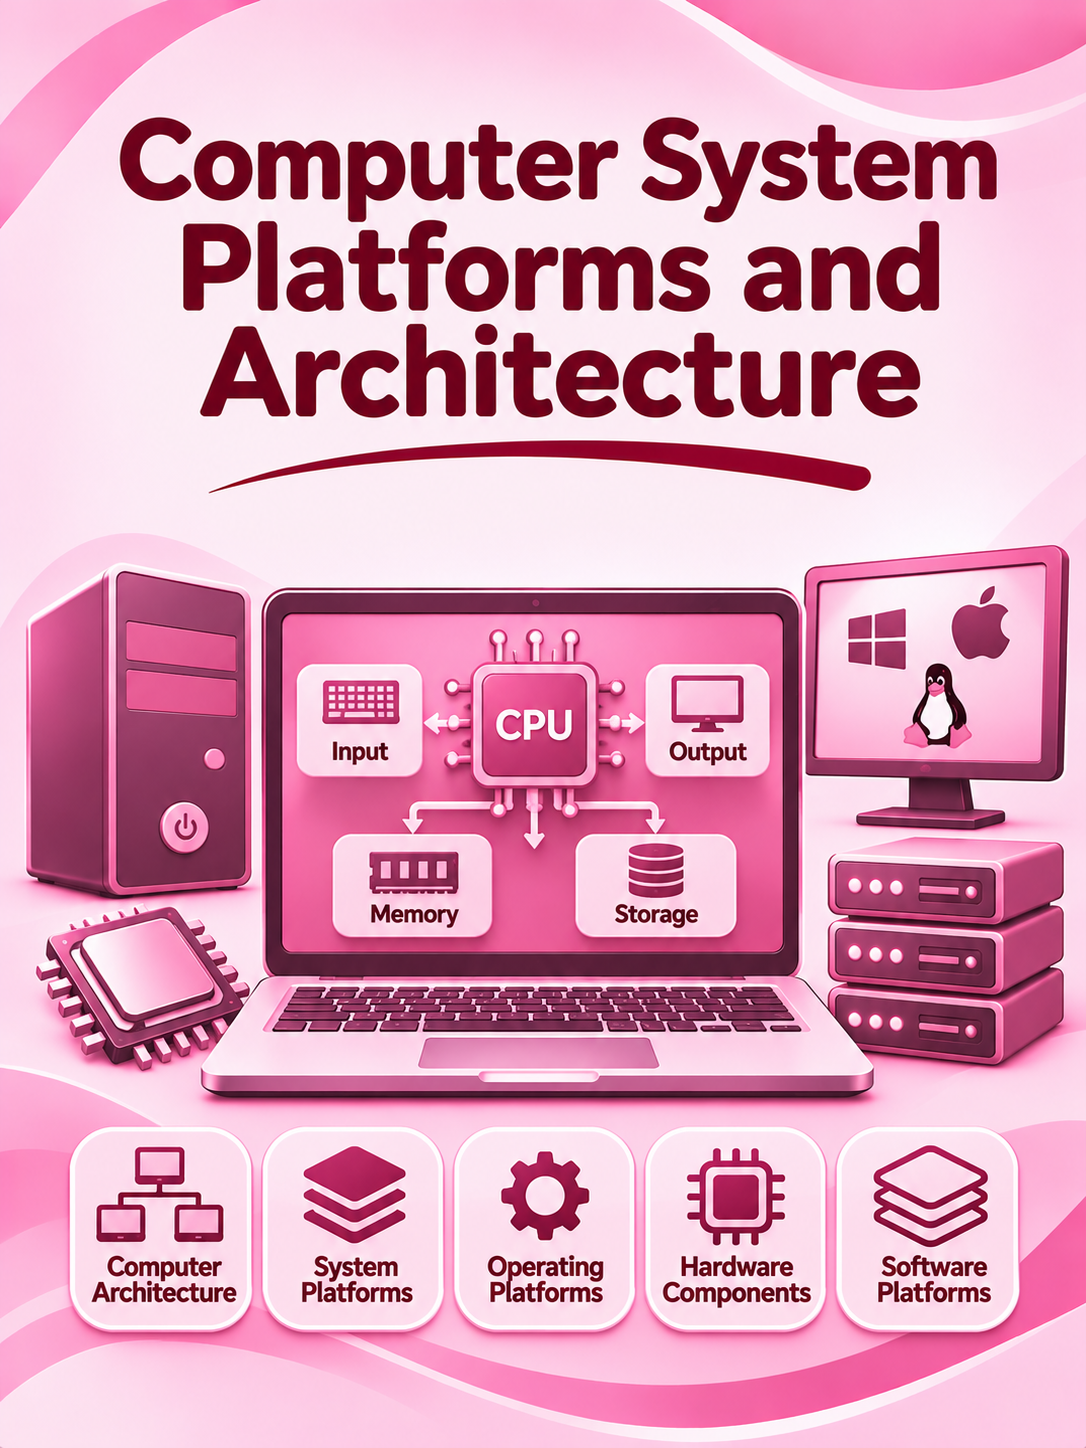 Computer System
Platforms and
Architecture
CPU
Input
Output
Memory
Storage
Computer
Architecture
System
Platforms
Operating
Platforms
Hardware
Components
Software
Platforms